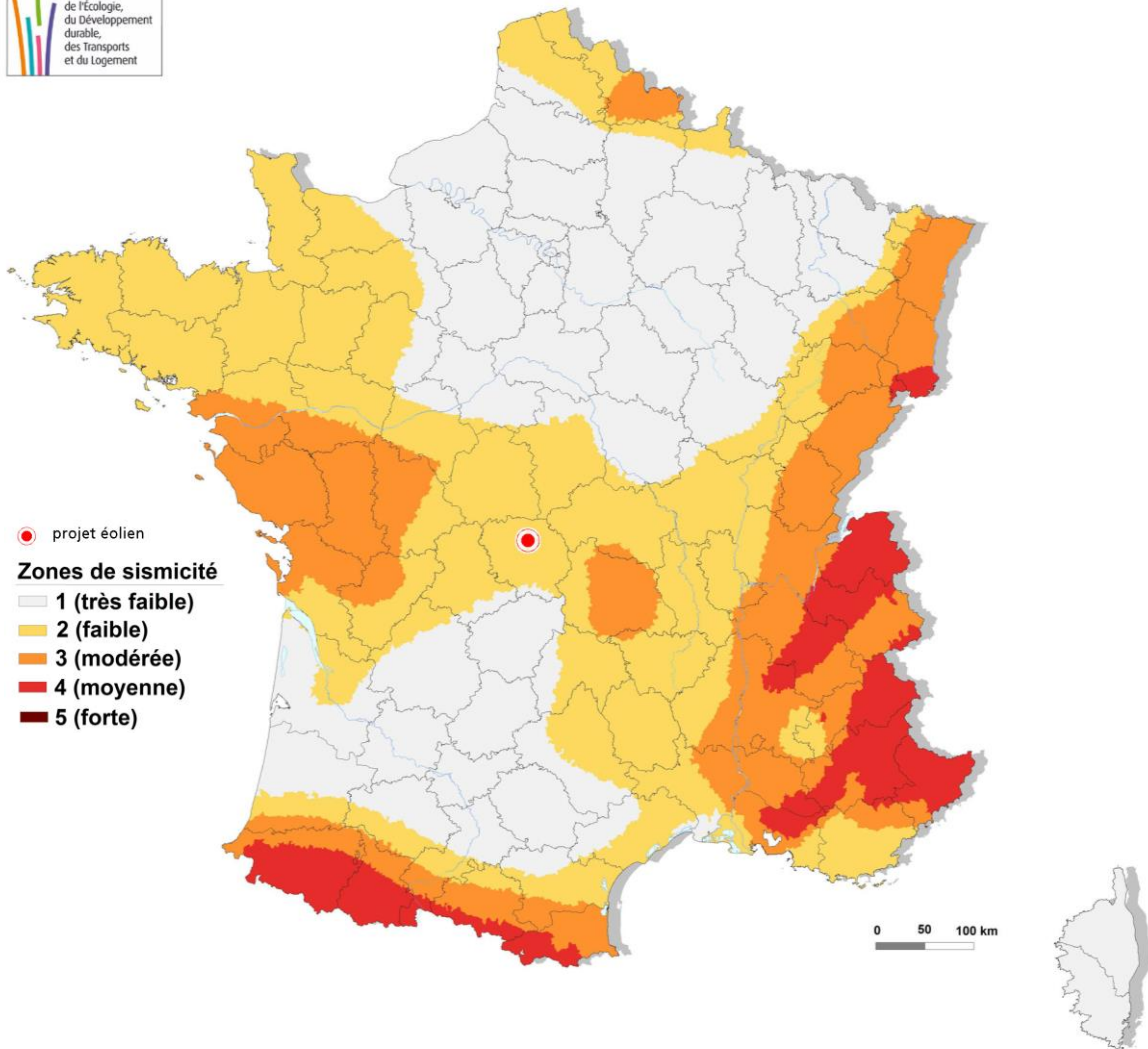 de l'Écologie,
du Développement
durable,
des Transports
et du Logement
projet éolien
Zones de sismicité
1 (très faible)
2 (faible)
3 (modérée)
4 (moyenne)
5 (forte)
0 50 100 km